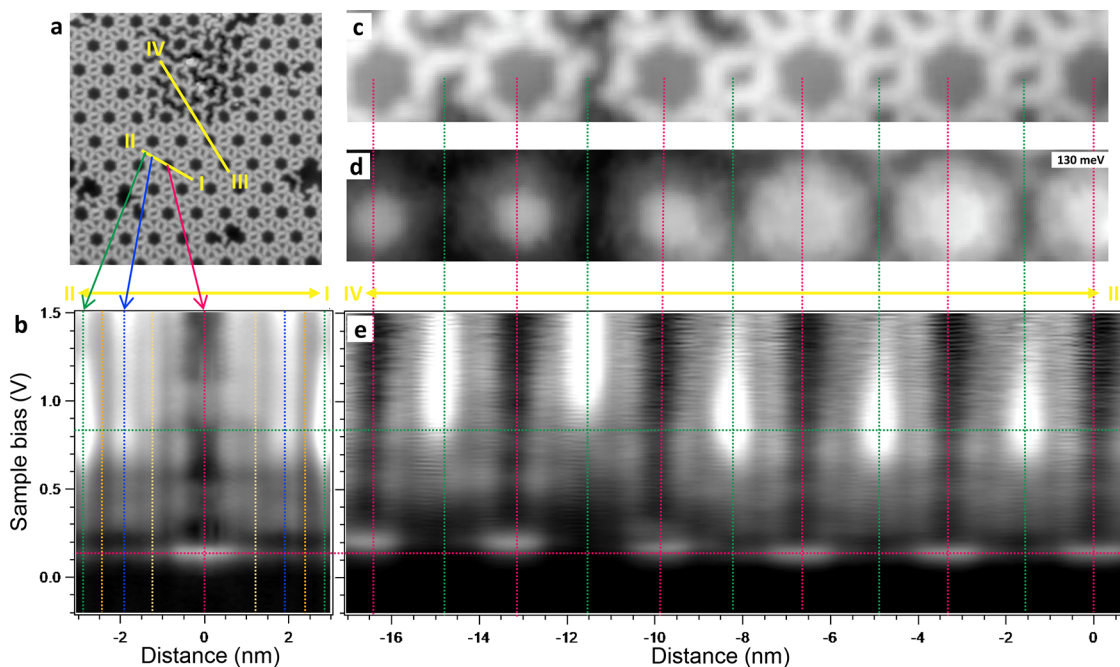 a
IV
II
I
III
c
d
130 meV
II
I
IV
II
b
e
1.5
1.0
0.5
0.0
Sample bias (V)
-2
0
2
Distance (nm)
-16
-14
-12
-10
-8
-6
-4
-2
0
Distance (nm)